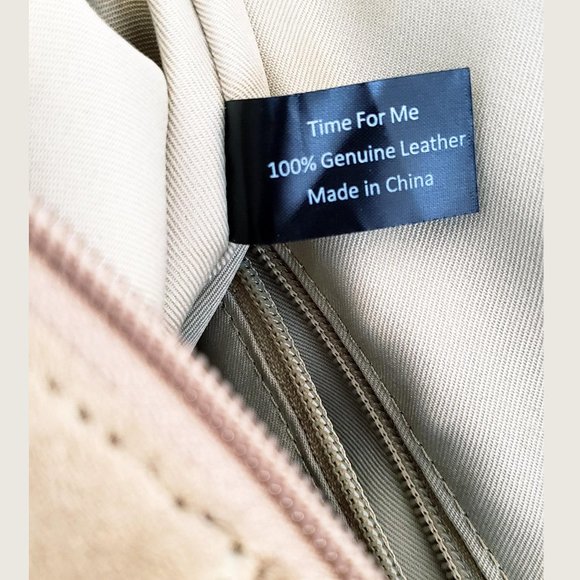 Time For Me
100% Genuine Leather
Made in China